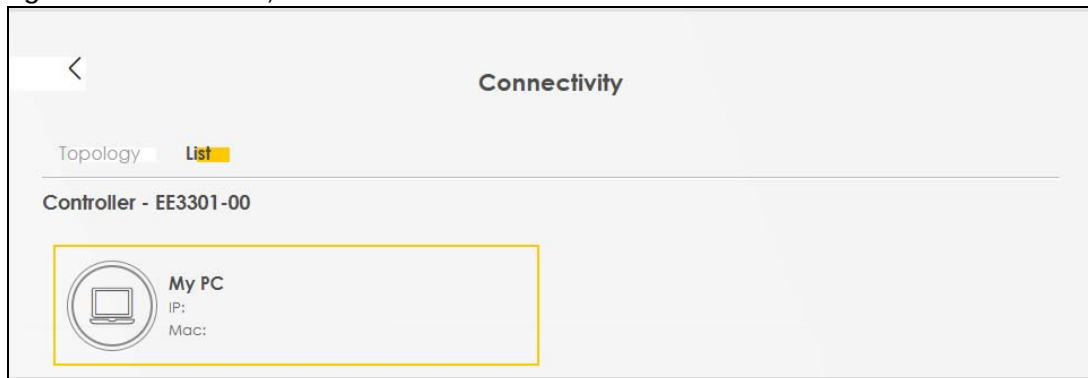 Connectivity
Topology List
Controller - EE3301-00
My PC
IP:
Mac: